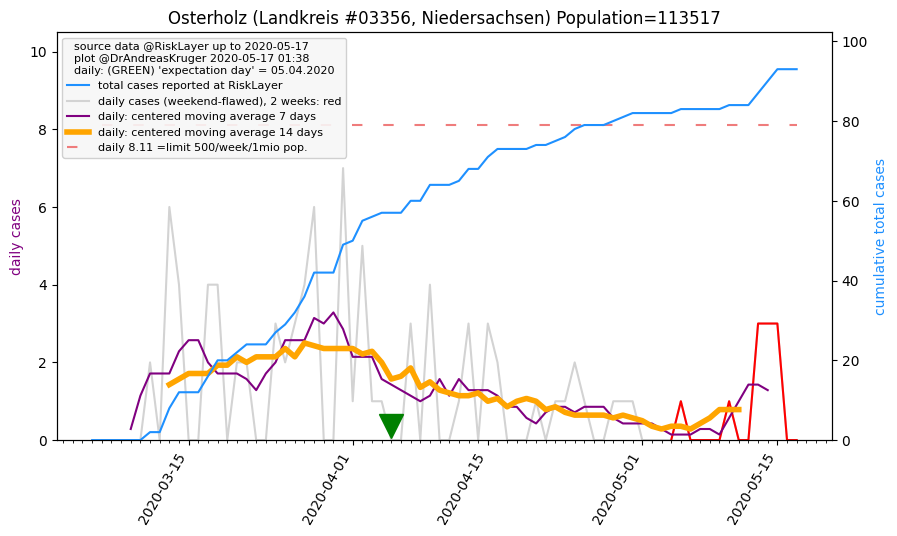 Osterholz (Landkreis #03356, Niedersachsen) Population=113517
source data @RiskLayer up to 2020-05-17
plot @DrAndreasKruger 2020-05-17 01:38
daily: (GREEN) 'expectation day' = 05.04.2020
total cases reported at RiskLayer
daily cases (weekend-flawed), 2 weeks: red
daily: centered moving average 7 days
daily: centered moving average 14 days
daily 8.11 =limit 500/week/1mio pop.
daily cases
10
8
6
4
2
0
100
80
60
40
20
0
cumulative total cases
2020-03-15
2020-04-01
2020-04-15
2020-05-01
2020-05-15